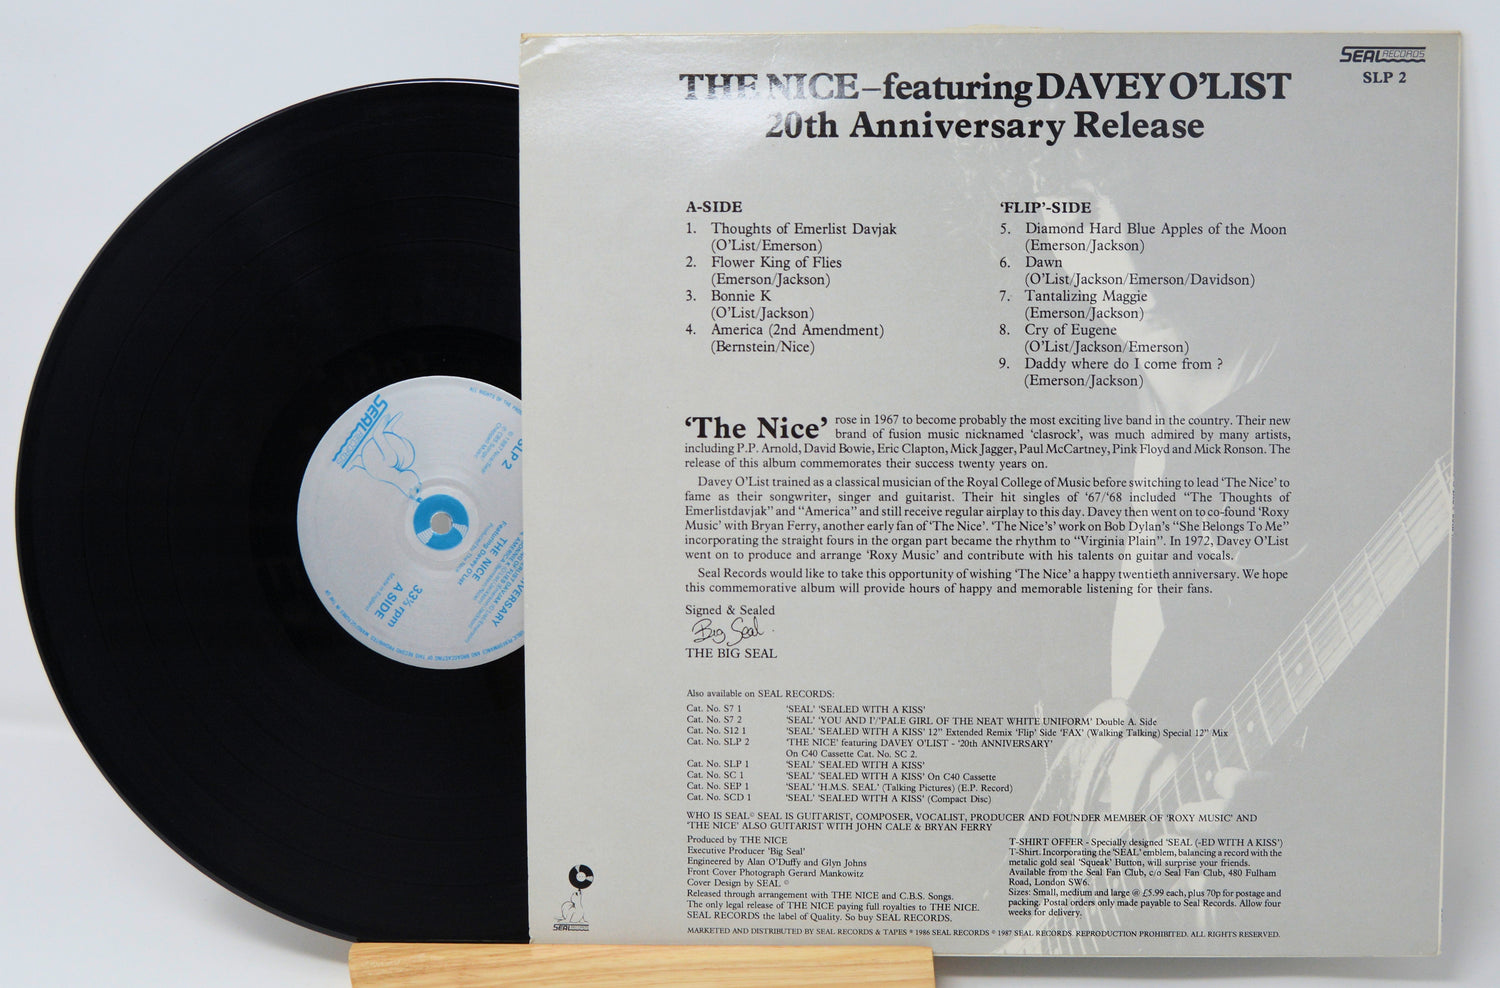 SEAL RECORDS
SLP 2
THE NICE–featuring DAVEY O'LIST
20th Anniversary Release
A-SIDE
1. Thoughts of Emerlist Davjak
(O'List/Emerson)
2. Flower King of Flies
(Emerson/Jackson)
3. Bonnie K
(O'List/Jackson)
4. America (2nd Amendment)
(Bernstein/Nice)
'FLIP'-SIDE
5. Diamond Hard Blue Apples of the Moon
(Emerson/Jackson)
6. Dawn
(O'List/Jackson/Emerson/Davidson)
7. Tantalizing Maggie
(Emerson/Jackson)
8. Cry of Eugene
(O'List/Jackson/Emerson)
9. Daddy where do I come from ?
(Emerson/Jackson)
'The Nice' rose in 1967 to become probably the most exciting live band in the country. Their new
brand of fusion music nicknamed 'clasrock', was much admired by many artists,
including P.P. Arnold, David Bowie, Eric Clapton, Mick Jagger, Paul McCartney, Pink Floyd and Mick Ronson. The
release of this album commemorates their success twenty years on.
Davey O'List trained as a classical musician of the Royal College of Music before switching to lead 'The Nice' to
fame as their songwriter, singer and guitarist. Their hit singles of '67/'68 included "The Thoughts of
Emerlistdavjak" and "America" and still receive regular airplay to this day. Davey then went on to co-found 'Roxy
Music' with Bryan Ferry, another early fan of 'The Nice'. 'The Nice's' work on Bob Dylan's "She Belongs To Me"
incorporating the straight fours in the organ part became the rhythm to "Virginia Plain". In 1972, Davey O'List
went on to produce and arrange 'Roxy Music' and contribute with his talents on guitar and vocals.
Seal Records would like to take this opportunity of wishing 'The Nice' a happy twentieth anniversary. We hope
this commemorative album will provide hours of happy and memorable listening for their fans.
Signed & Sealed
Big Seal.
THE BIG SEAL
Also available on SEAL RECORDS:
Cat. No. S7 1 'SEAL' 'SEALED WITH A KISS'
Cat. No. S7 2 'SEAL' 'YOU AND I'/'PALE GIRL OF THE NEAT WHITE UNIFORM' Double A. Side
Cat. No. S12 1 'SEAL' 'SEALED WITH A KISS' 12" Extended Remix 'Flip' Side 'FAX' (Walking Talking) Special 12" Mix
Cat. No. SLP 2 'THE NICE' featuring DAVEY O'LIST - '20th ANNIVERSARY'
On C40 Cassette Cat. No. SC 2.
Cat. No. SLP 1 'SEAL' 'SEALED WITH A KISS'
Cat. No. SC 1 'SEAL' 'SEALED WITH A KISS' On C40 Cassette
Cat. No. SEP 1 'SEAL' 'H.M.S. SEAL' (Talking Pictures) (E.P. Record)
Cat. No. SCD 1 'SEAL' 'SEALED WITH A KISS' (Compact Disc)
WHO IS SEAL© SEAL IS GUITARIST, COMPOSER, VOCALIST, PRODUCER AND FOUNDER MEMBER OF 'ROXY MUSIC' AND
'THE NICE' ALSO GUITARIST WITH JOHN CALE & BRYAN FERRY
Produced by THE NICE
Executive Producer 'Big Seal'
Engineered by Alan O'Duffy and Glyn Johns
Front Cover Photograph Gerard Mankowitz
Cover Design by SEAL ©
Released through arrangement with THE NICE and C.B.S. Songs.
The only legal release of THE NICE paying full royalties to THE NICE.
SEAL RECORDS the label of Quality. So buy SEAL RECORDS.
T-SHIRT OFFER - Specially designed 'SEAL (-ED WITH A KISS')
T-Shirt. Incorporating the 'SEAL' emblem, balancing a record with the
metalic gold seal 'Squeak' Button, will surprise your friends.
Available from the Seal Fan Club, c/o Seal Fan Club, 480 Fulham
Road, London SW6.
Sizes: Small, medium and large @ £5.99 each, plus 70p for postage and
packing. Postal orders only made payable to Seal Records. Allow four
weeks for delivery.
MARKETED AND DISTRIBUTED BY SEAL RECORDS & TAPES ℗ 1986 SEAL RECORDS © 1987 SEAL RECORDS. REPRODUCTION PROHIBITED. ALL RIGHTS RESERVED.
SEAL
SEAL
SLP 2
THE NICE
Featuring Davey O'List
Produced by The Nice
33⅓ rpm
A SIDE